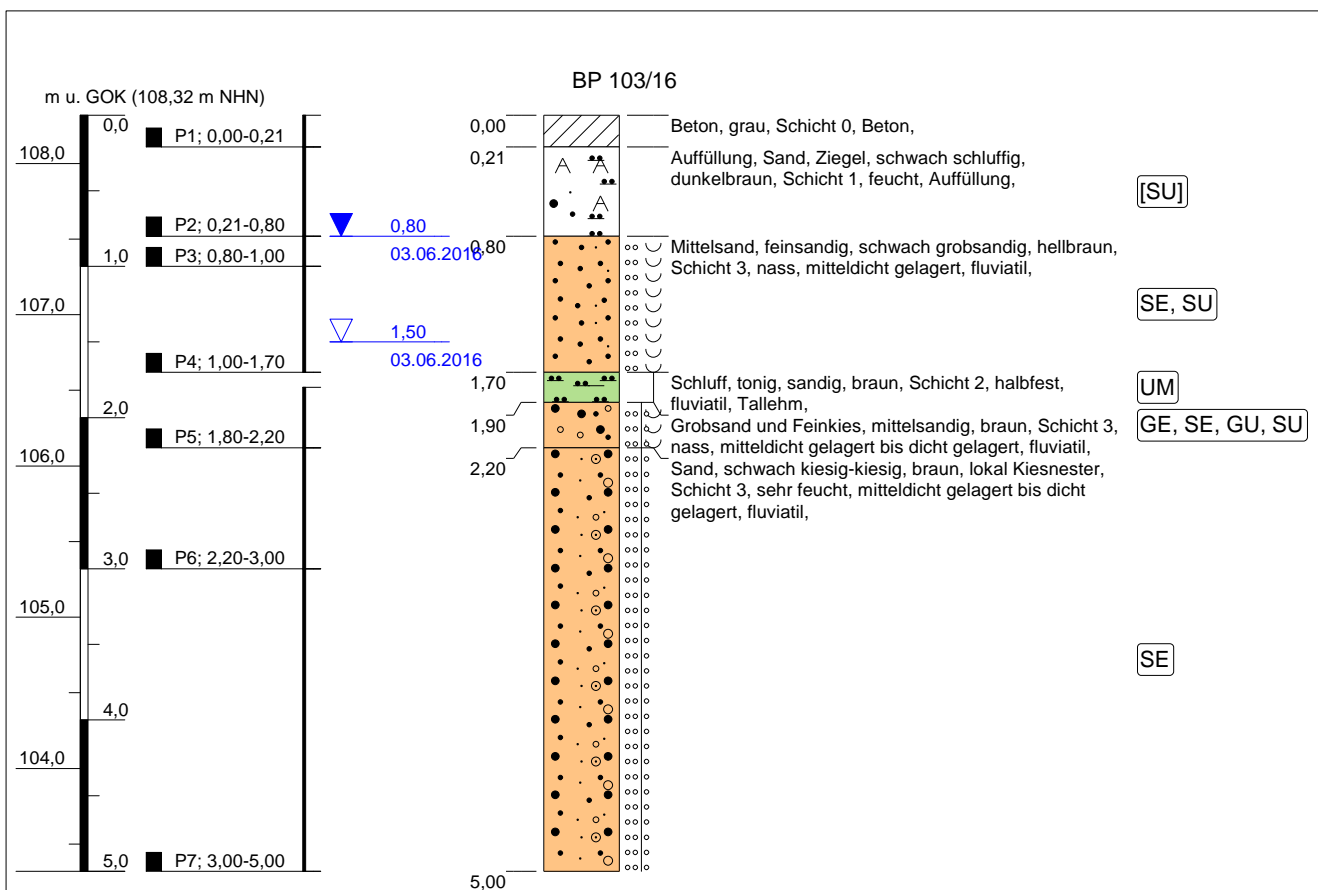 BP 103/16
m u. GOK (108,32 m NHN)
0,0
P1; 0,00-0,21
0,00
Beton, grau, Schicht 0, Beton,
108,0
0,21
Auffüllung, Sand, Ziegel, schwach schluffig,
dunkelbraun, Schicht 1, feucht, Auffüllung,
[SU]
P2; 0,21-0,80
0,80
03.06.2016
0,80
Mittelsand, feinsandig, schwach grobsandig, hellbraun,
Schicht 3, nass, mitteldicht gelagert, fluviatil,
P3; 0,80-1,00
1,0
SE, SU
107,0
1,50
03.06.2016
P4; 1,00-1,70
1,70
Schluff, tonig, sandig, braun, Schicht 2, halbfest,
fluviatil, Tallehm,
UM
2,0
1,90
Grobsand und Feinkies, mittelsandig, braun, Schicht 3,
nass, mitteldicht gelagert bis dicht gelagert, fluviatil,
GE, SE, GU, SU
P5; 1,80-2,20
106,0
2,20
Sand, schwach kiesig-kiesig, braun, lokal Kiesnester,
Schicht 3, sehr feucht, mitteldicht gelagert bis dicht
gelagert, fluviatil,
3,0
P6; 2,20-3,00
105,0
SE
4,0
104,0
5,0
P7; 3,00-5,00
5,00